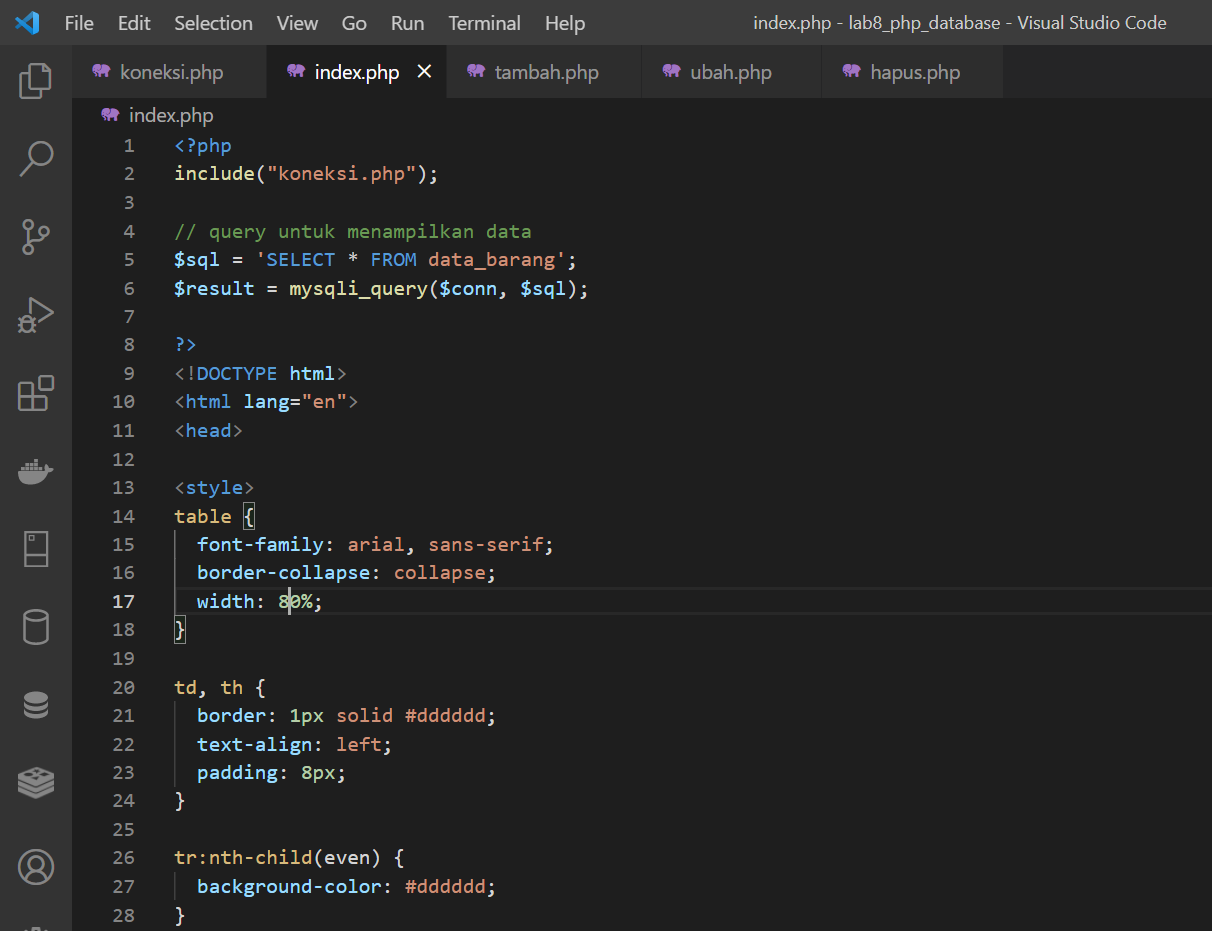 File Edit Selection View Go Run Terminal Help index.php - lab8_php_database - Visual Studio Code
koneksi.php index.php tambah.php ubah.php hapus.php
index.php
1 <?php
2 include("koneksi.php");
3
4 // query untuk menampilkan data
5 $sql = 'SELECT * FROM data_barang';
6 $result = mysqli_query($conn, $sql);
7
8 ?>
9 <!DOCTYPE html>
10 <html lang="en">
11 <head>
12
13 <style>
14 table {
15   font-family: arial, sans-serif;
16   border-collapse: collapse;
17   width: 80%;
18 }
19
20 td, th {
21   border: 1px solid #dddddd;
22   text-align: left;
23   padding: 8px;
24 }
25
26 tr:nth-child(even) {
27   background-color: #dddddd;
28 }